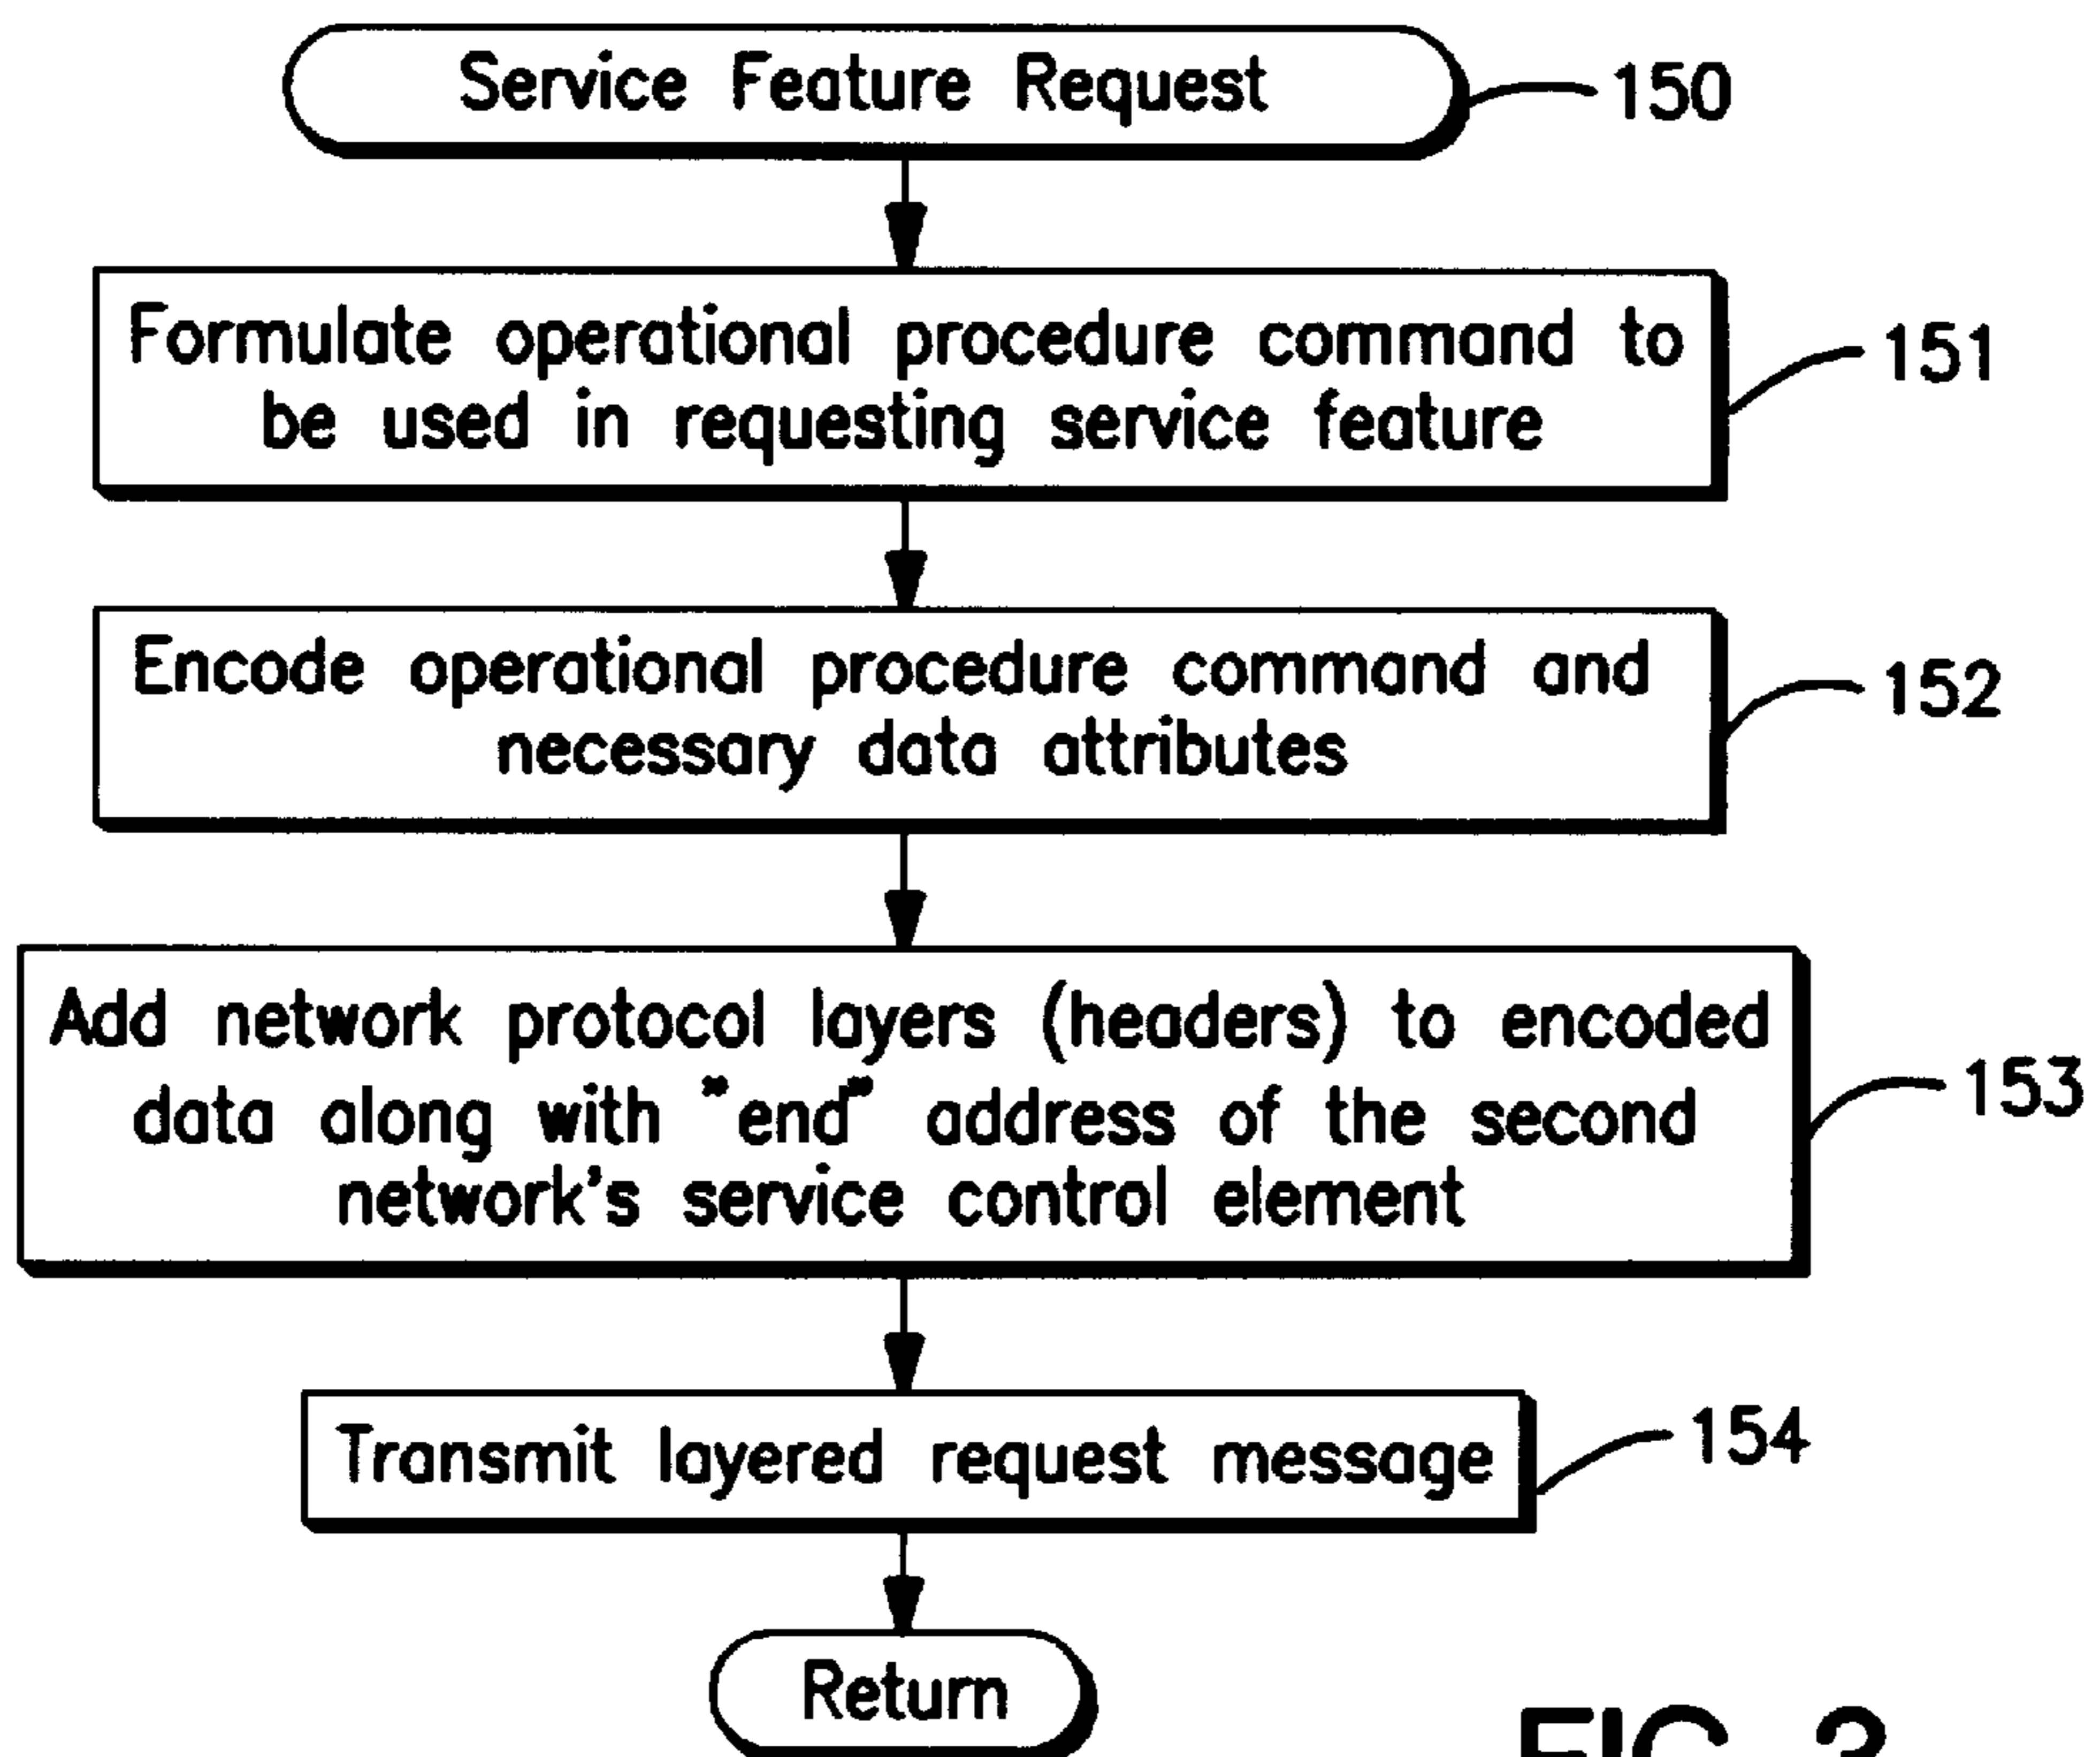 Service Feature Request
150
Formulate operational procedure command to
be used in requesting service feature
151
Encode operational procedure command and
necessary data attributes
152
Add network protocol layers (headers) to encoded
data along with "end" address of the second
network's service control element
153
Transmit layered request message
154
Return
FIG.